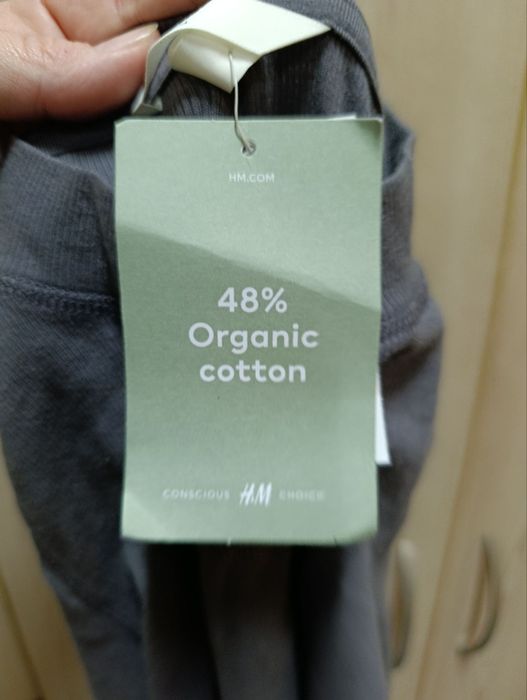 HM.COM
48%
Organic
cotton
CONSCIOUS H&M CHOICE